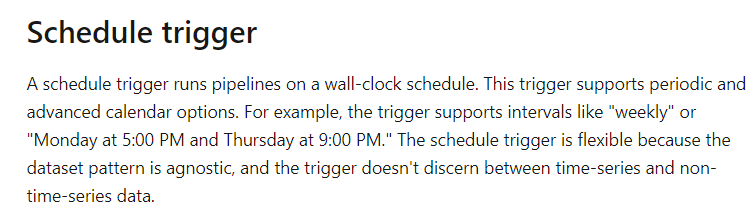 Schedule trigger
A schedule trigger runs pipelines on a wall-clock schedule. This trigger supports periodic and
advanced calendar options. For example, the trigger supports intervals like "weekly" or
"Monday at 5:00 PM and Thursday at 9:00 PM." The schedule trigger is flexible because the
dataset pattern is agnostic, and the trigger doesn't discern between time-series and non-
time-series data.